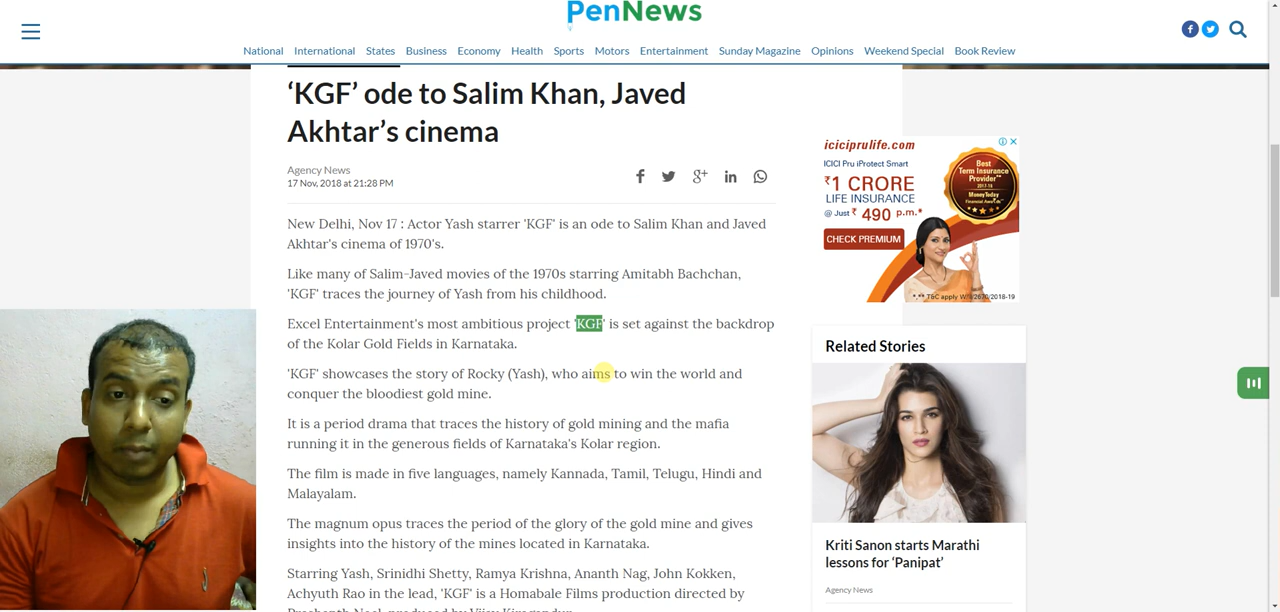 PenNews
National International States Business Economy Health Sports Motors Entertainment Sunday Magazine Opinions Weekend Special Book Review
‘KGF’ ode to Salim Khan, Javed
Akhtar’s cinema
Agency News
17 Nov, 2018 at 21:28 PM
New Delhi, Nov 17 : Actor Yash starrer 'KGF' is an ode to Salim Khan and Javed
Akhtar's cinema of 1970's.
Like many of Salim-Javed movies of the 1970s starring Amitabh Bachchan,
'KGF' traces the journey of Yash from his childhood.
Excel Entertainment's most ambitious project 'KGF' is set against the backdrop
of the Kolar Gold Fields in Karnataka.
'KGF' showcases the story of Rocky (Yash), who aims to win the world and
conquer the bloodiest gold mine.
It is a period drama that traces the history of gold mining and the mafia
running it in the generous fields of Karnataka's Kolar region.
The film is made in five languages, namely Kannada, Tamil, Telugu, Hindi and
Malayalam.
The magnum opus traces the period of the glory of the gold mine and gives
insights into the history of the mines located in Karnataka.
Starring Yash, Srinidhi Shetty, Ramya Krishna, Ananth Nag, John Kokken,
Achyuth Rao in the lead, 'KGF' is a Homabale Films production directed by
iciciprulife.com
ICICI Pru iProtect Smart
₹1 CRORE
LIFE INSURANCE
@ Just ₹ 490 p.m.*
CHECK PREMIUM
Best
Term Insurance
Provider**
2017-18
MoneyToday
Financial Awards
Related Stories
Kriti Sanon starts Marathi
lessons for ‘Panipat’
Agency News